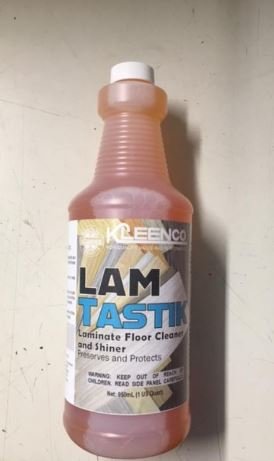 KLEENCO
LAM
TASTIK
Laminate Floor Cleaner
and Shiner
Preserves and Protects
WARNING: KEEP OUT OF REACH OF
CHILDREN. READ SIDE PANEL CAREFULLY
Net. 950mL (1 US Quart)